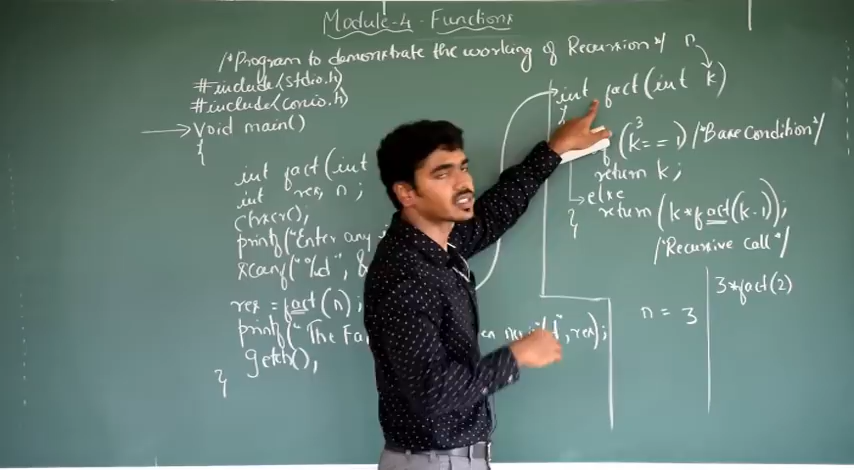 Module-4 Functions
/*Program to demonstrate the working of Recursion*/
#include<stdio.h>
#include<conio.h>
Void main()
{
int fact(int
int res, n;
clrscr();
printf("Enter any
scanf("%d", &
res = fact(n);
printf("The Fa
",res);
getch();
}
n
int fact(int k)
{
3
(k==1) /*Base Condition*/
return k;
else
return (k*fact(k-1));
}
/*Recursive Call*/
n = 3
3*fact(2)